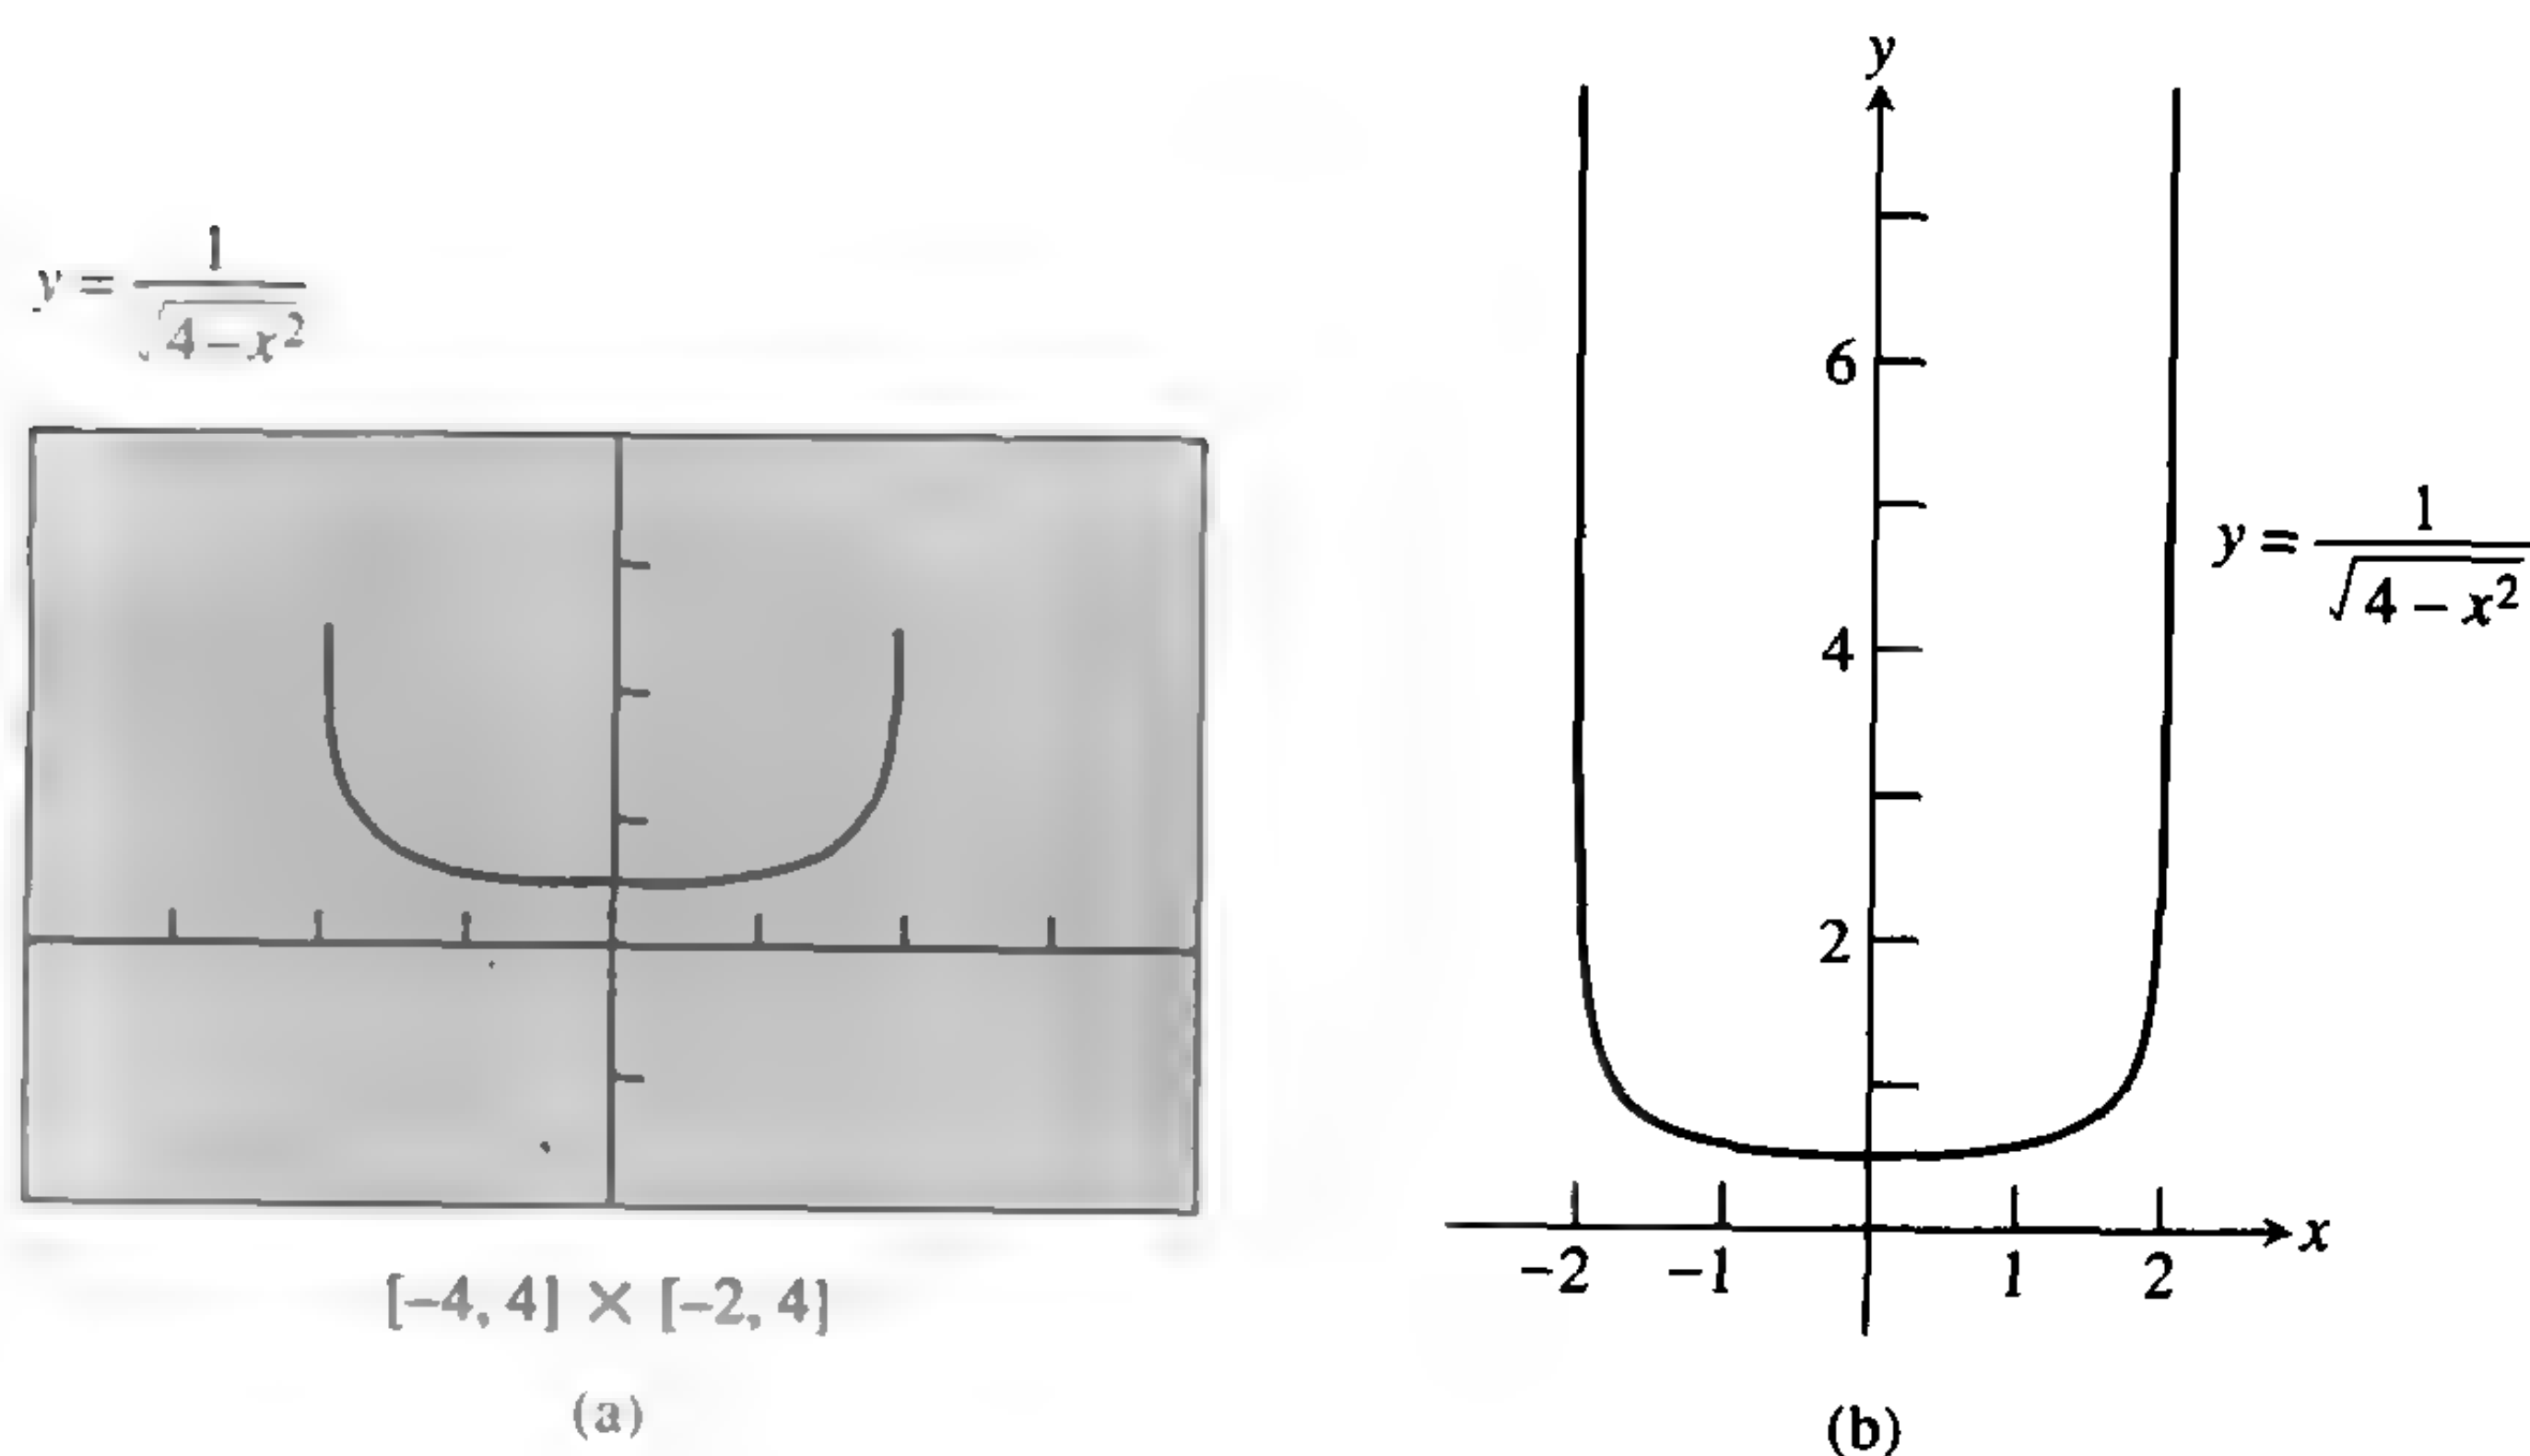 y = 1/√4 − x²
[−4, 4] × [−2, 4]
(a)
y
6
4
2
−2 −1 1 2
x
y = 1/√4 − x²
(b)